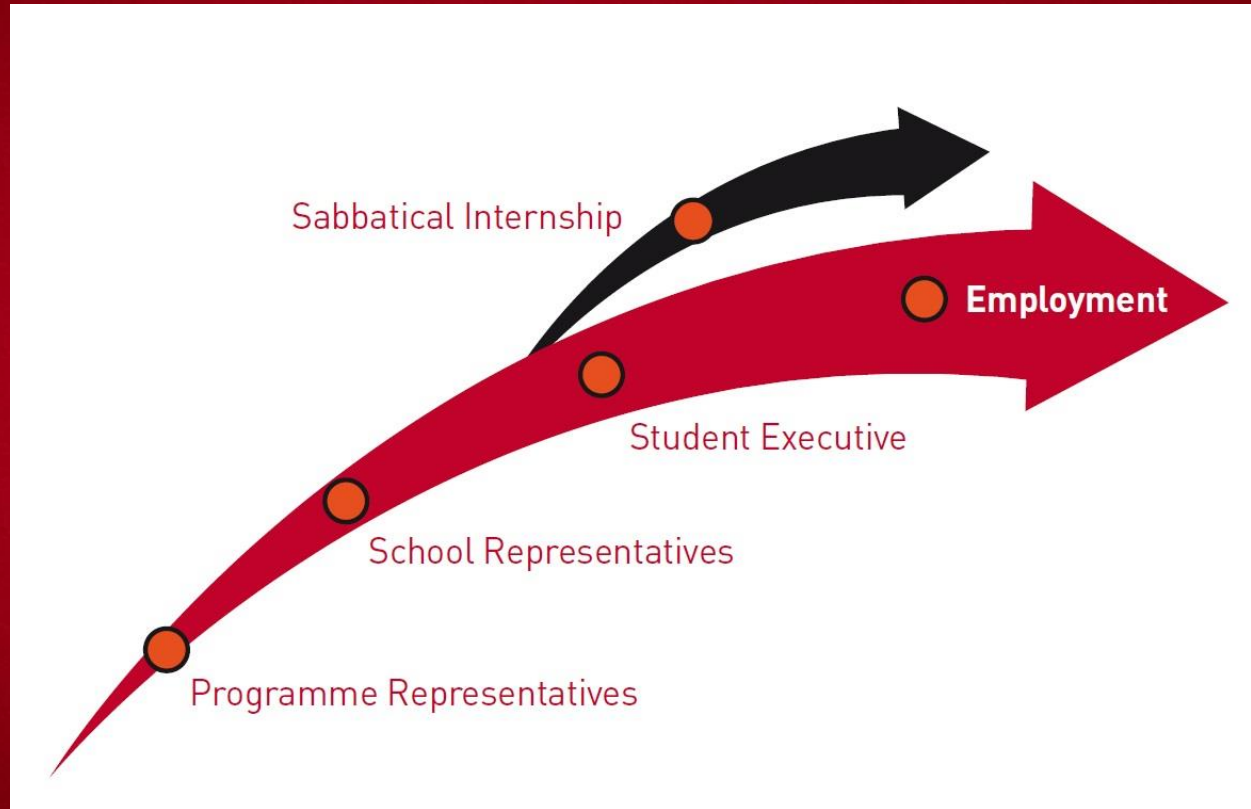 Sabbatical Internship
Employment
Student Executive
School Representatives
Programme Representatives